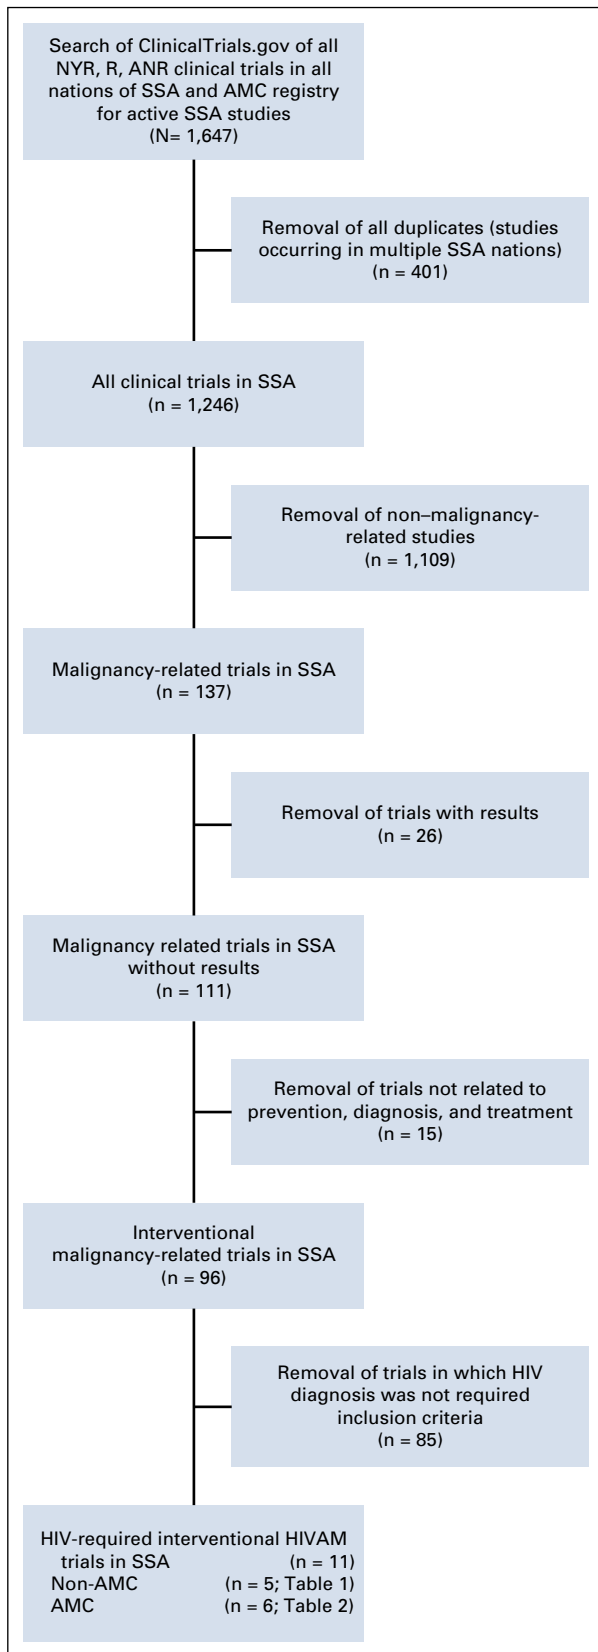 Search of ClinicalTrials.gov of all
NYR, R, ANR clinical trials in all
nations of SSA and AMC registry
for active SSA studies
(N= 1,647)
Removal of all duplicates (studies
occurring in multiple SSA nations)
(n = 401)
All clinical trials in SSA
(n = 1,246)
Removal of non–malignancy-
related studies
(n = 1,109)
Malignancy-related trials in SSA
(n = 137)
Removal of trials with results
(n = 26)
Malignancy related trials in SSA
without results
(n = 111)
Removal of trials not related to
prevention, diagnosis, and treatment
(n = 15)
Interventional
malignancy-related trials in SSA
(n = 96)
Removal of trials in which HIV
diagnosis was not required
inclusion criteria
(n = 85)
HIV-required interventional HIVAM
trials in SSA (n = 11)
Non-AMC (n = 5; Table 1)
AMC (n = 6; Table 2)